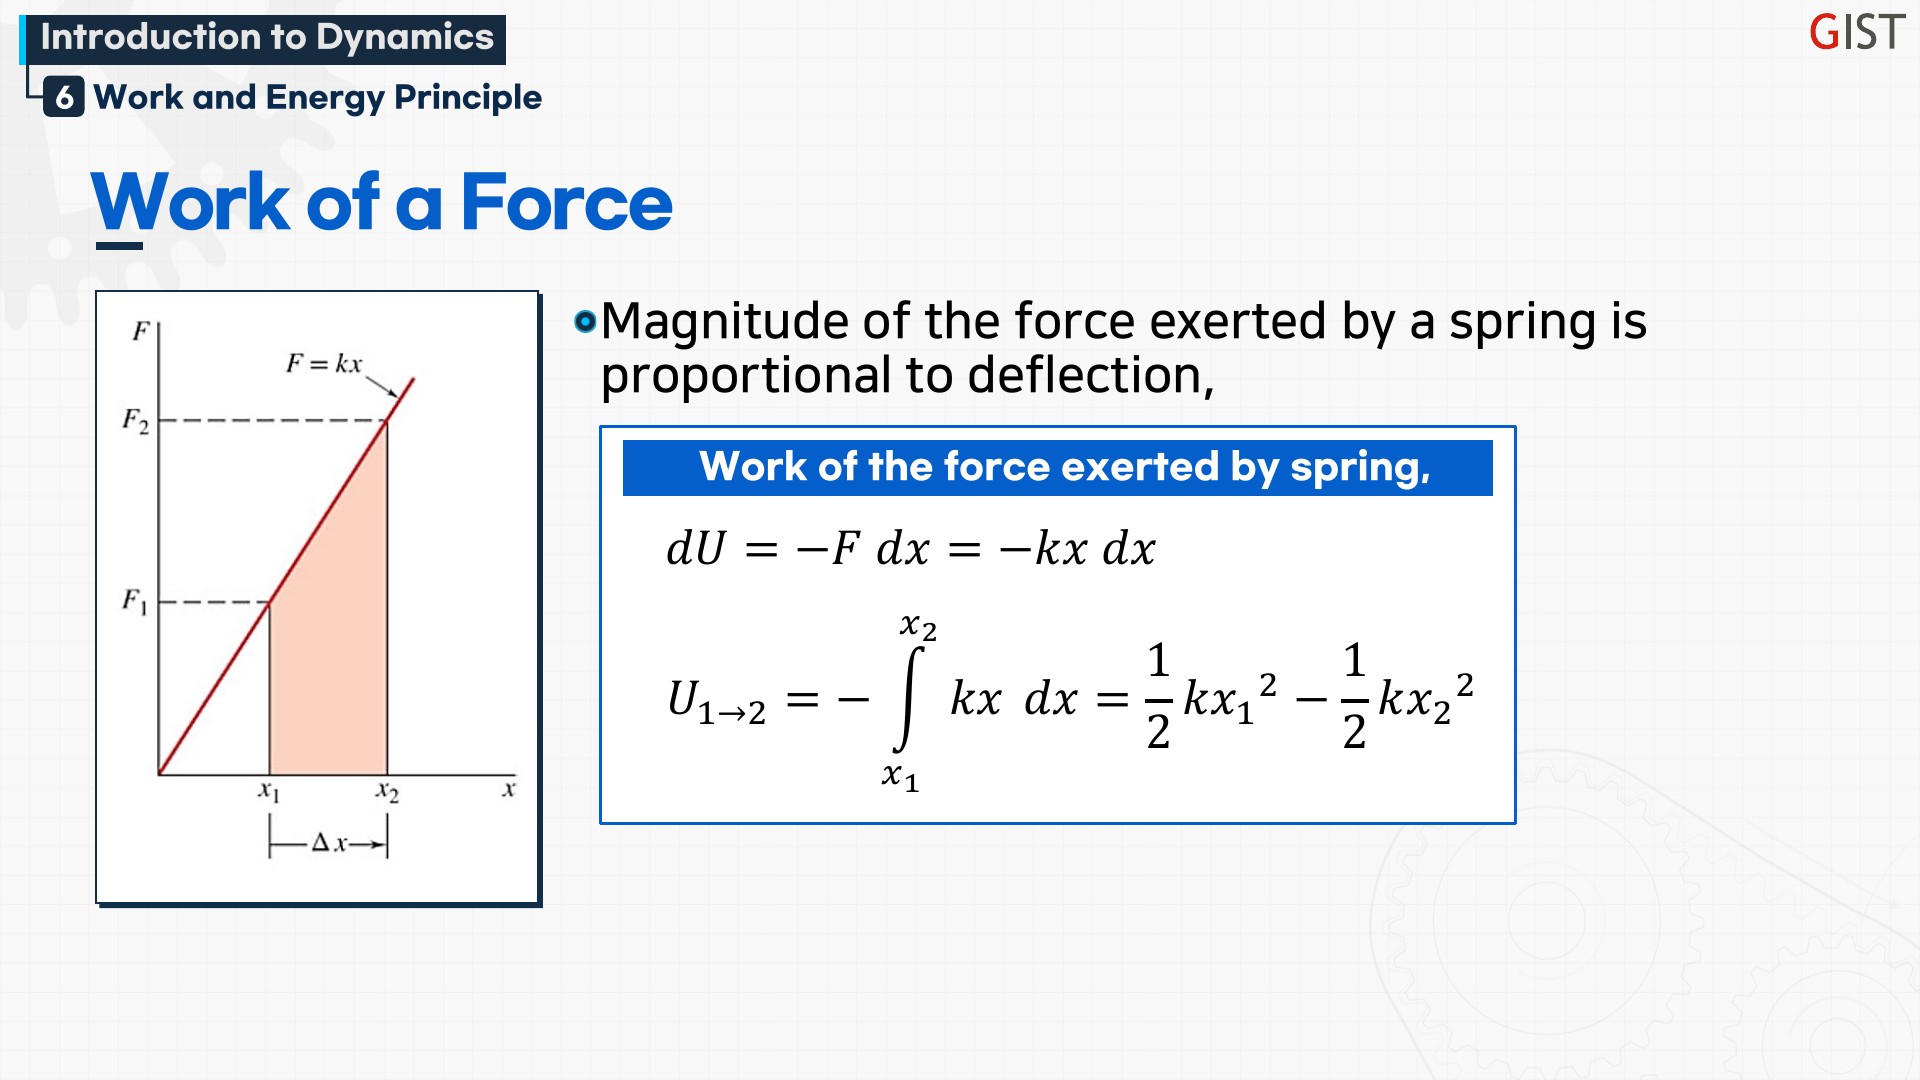 Introduction to Dynamics
GIST
6 Work and Energy Principle
Work of a Force
F
F = kx
F₂
F₁
x₁ x₂ x
Δx
Magnitude of the force exerted by a spring is
proportional to deflection,
Work of the force exerted by spring,
dU = −F dx = −kx dx
U₁→₂ = − ∫ₓ₁ˣ² kx dx = 1/2 kx₁² − 1/2 kx₂²